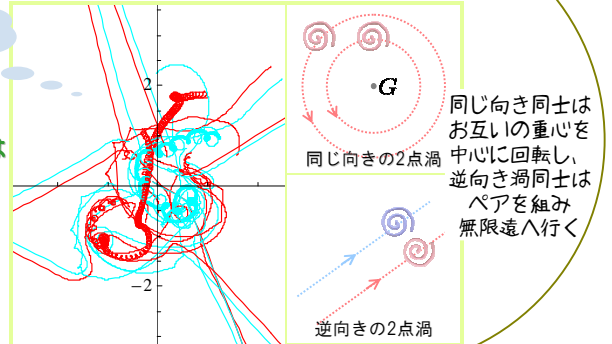 2
−2
G
同じ向きの2点渦
逆向きの2点渦
同じ向き同士は
お互いの重心を
中心に回転し、
逆向き渦同士は
ペアを組み
無限遠へ行く